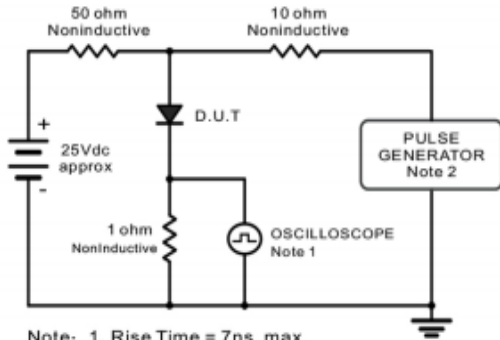 50 ohm
Noninductive
10 ohm
Noninductive
D.U.T
+
25Vdc
approx
-
PULSE
GENERATOR
Note 2
1 ohm
NonInductive
OSCILLOSCOPE
Note 1
Note: 1. Rise Time = 7ns. max